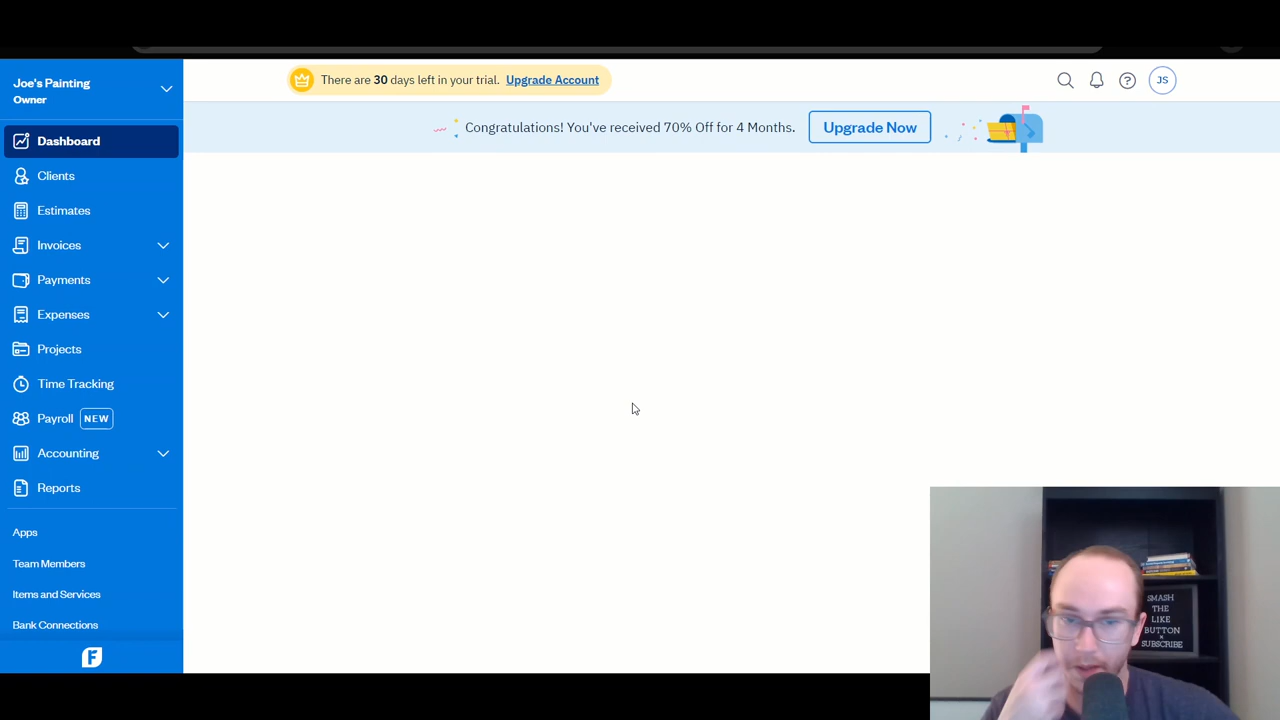 Joe's Painting
Owner
There are 30 days left in your trial. Upgrade Account
JS
Congratulations! You've received 70% Off for 4 Months.
Upgrade Now
Dashboard
Clients
Estimates
Invoices
Payments
Expenses
Projects
Time Tracking
Payroll NEW
Accounting
Reports
Apps
Team Members
Items and Services
Bank Connections
F
SMASH
THE
LIKE
BUTTON
+
SUBSCRIBE